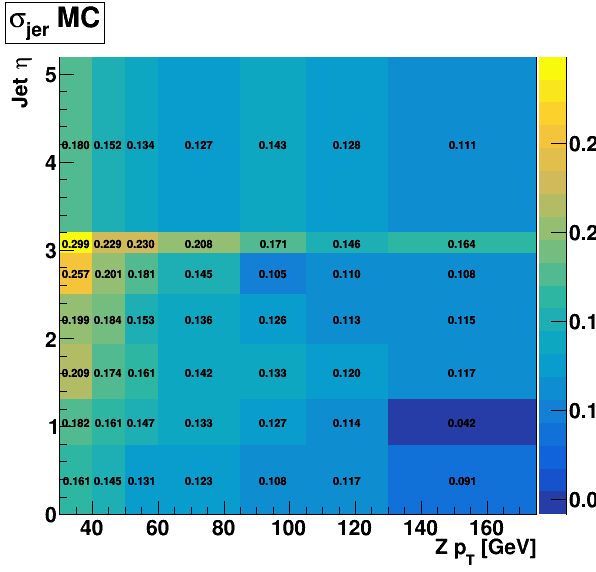 σjer MC
Jet η
5
4
3
2
1
0
0.180 0.152 0.134 0.127 0.143 0.128 0.111
0.299 0.229 0.230 0.208 0.171 0.146 0.164
0.257 0.201 0.181 0.145 0.105 0.110 0.108
0.199 0.184 0.153 0.136 0.126 0.113 0.115
0.209 0.174 0.161 0.142 0.133 0.120 0.117
0.182 0.161 0.147 0.133 0.127 0.114 0.042
0.161 0.145 0.131 0.123 0.108 0.117 0.091
40 60 80 100 120 140 160
Z pT [GeV]
0.2
0.2
0.1
0.1
0.0